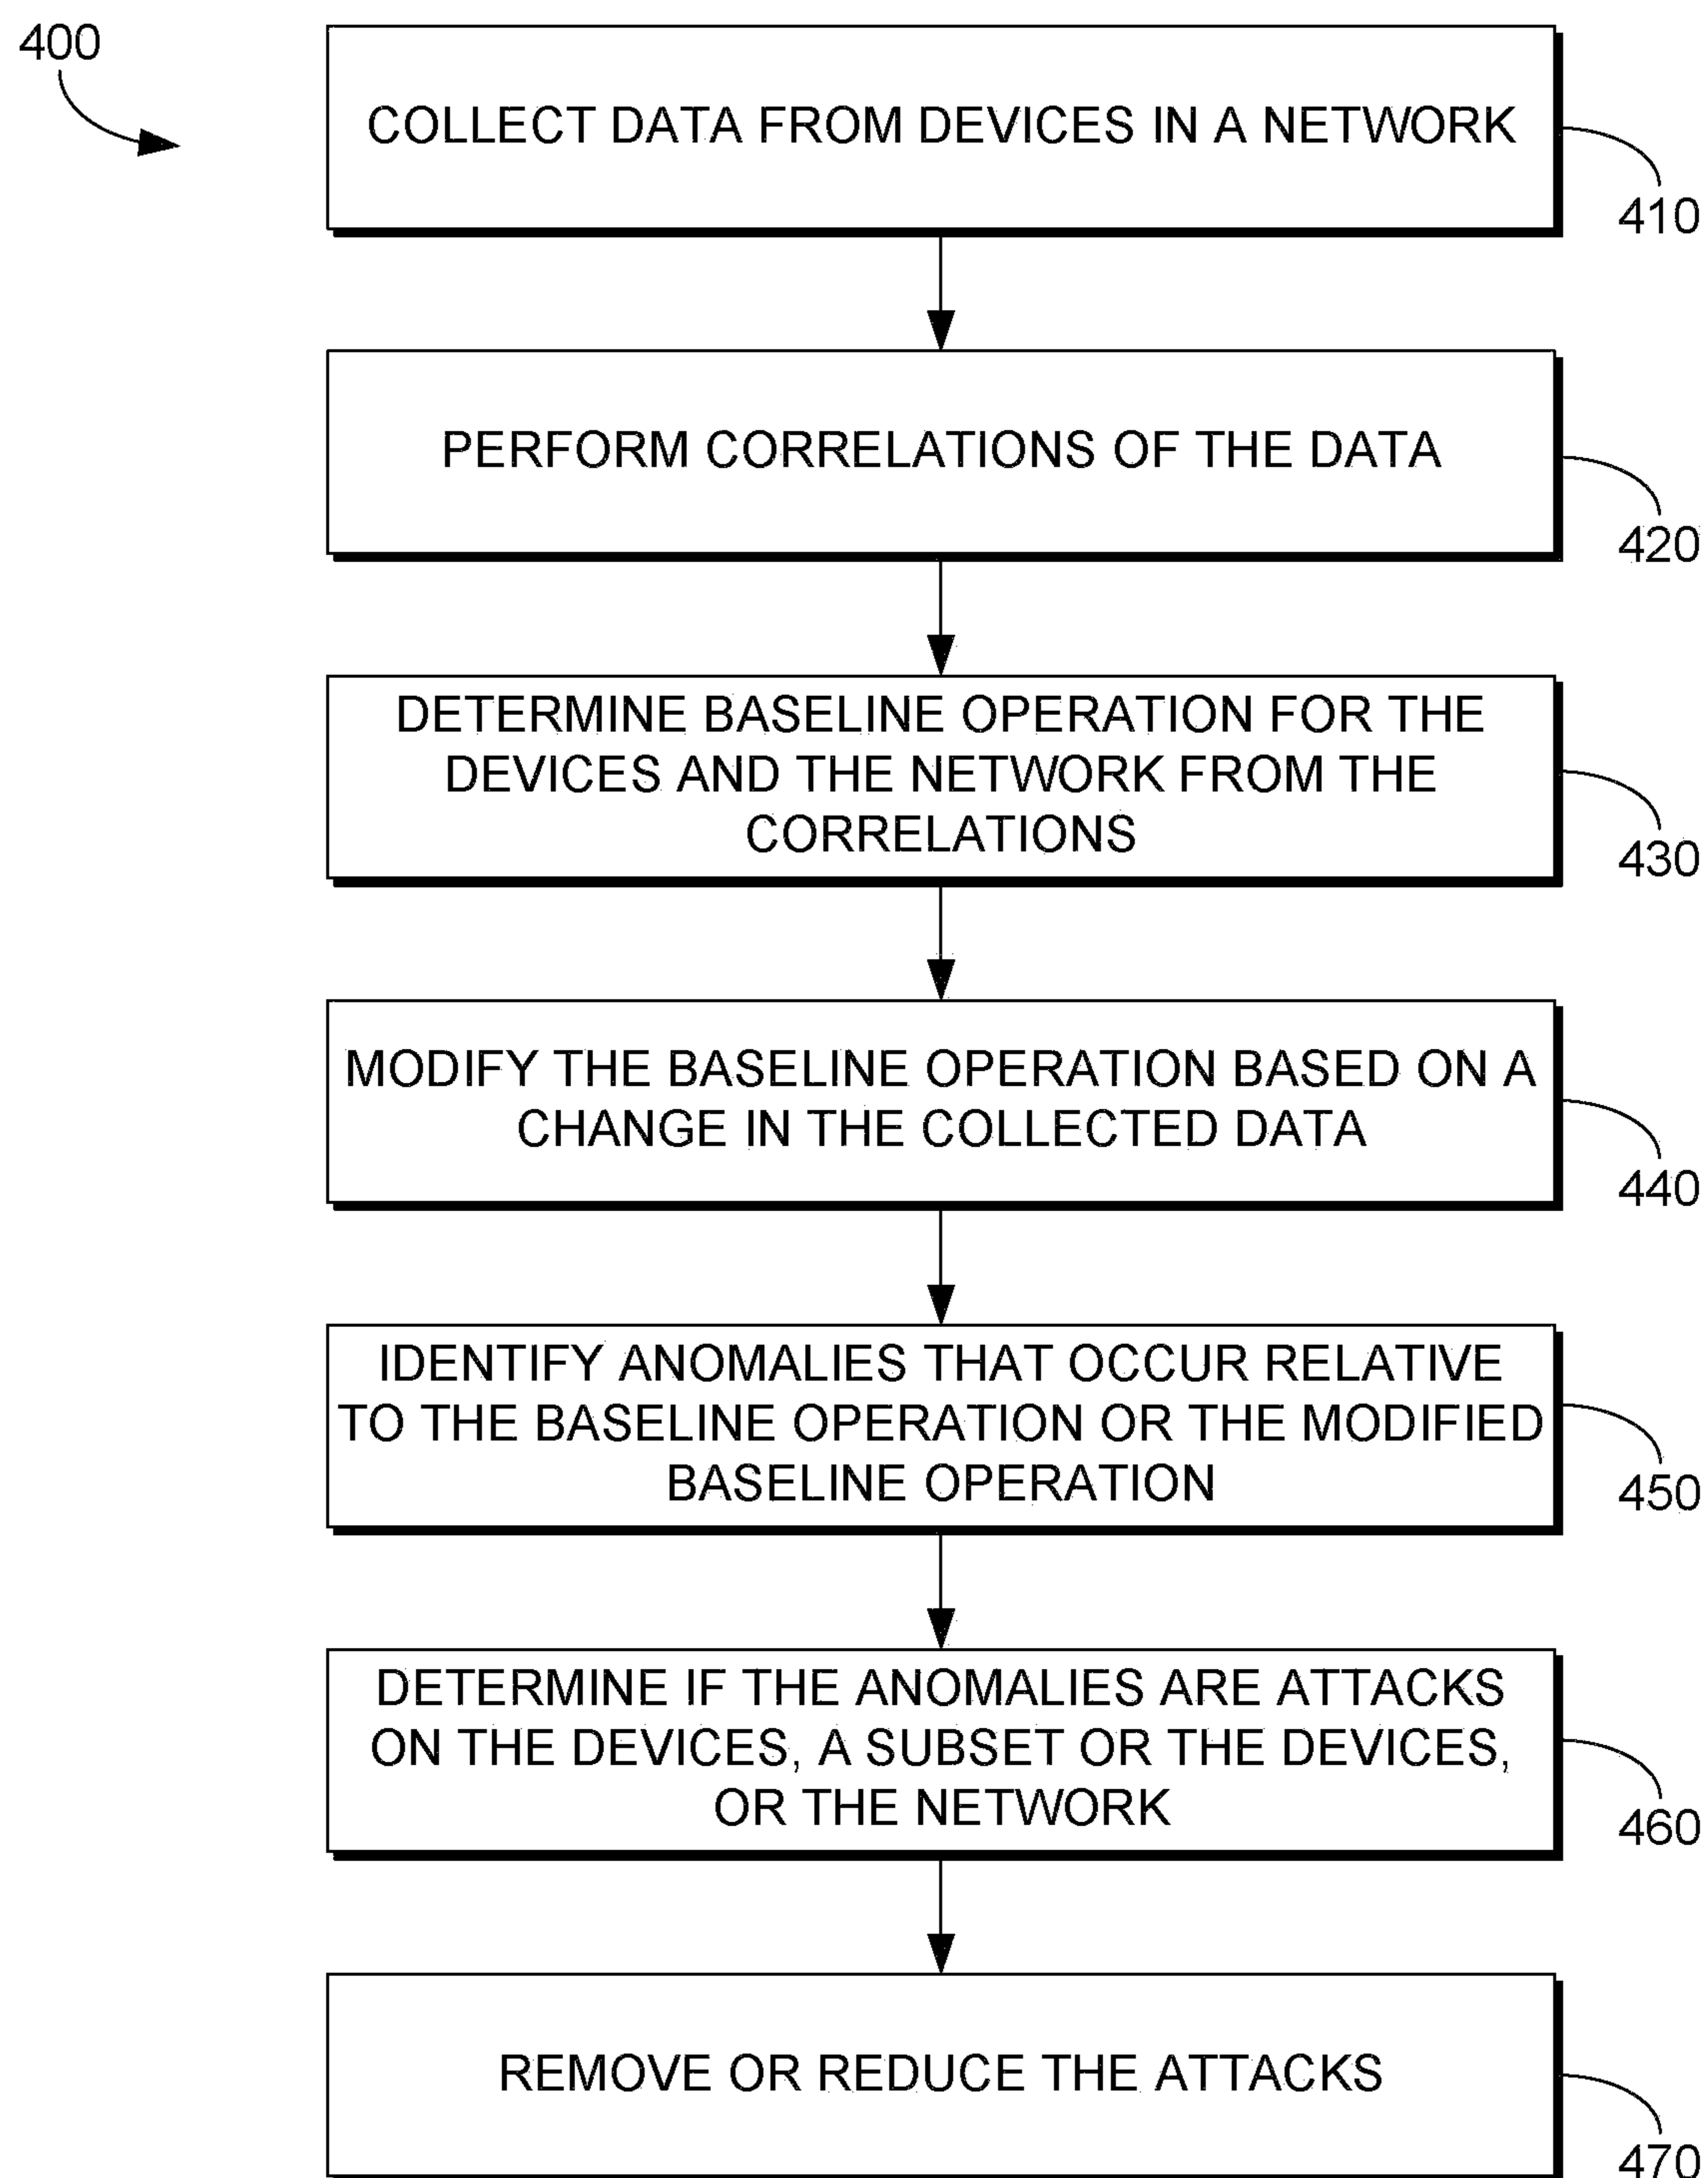 400
COLLECT DATA FROM DEVICES IN A NETWORK
410
PERFORM CORRELATIONS OF THE DATA
420
DETERMINE BASELINE OPERATION FOR THE
DEVICES AND THE NETWORK FROM THE
CORRELATIONS
430
MODIFY THE BASELINE OPERATION BASED ON A
CHANGE IN THE COLLECTED DATA
440
IDENTIFY ANOMALIES THAT OCCUR RELATIVE
TO THE BASELINE OPERATION OR THE MODIFIED
BASELINE OPERATION
450
DETERMINE IF THE ANOMALIES ARE ATTACKS
ON THE DEVICES, A SUBSET OR THE DEVICES,
OR THE NETWORK
460
REMOVE OR REDUCE THE ATTACKS
470